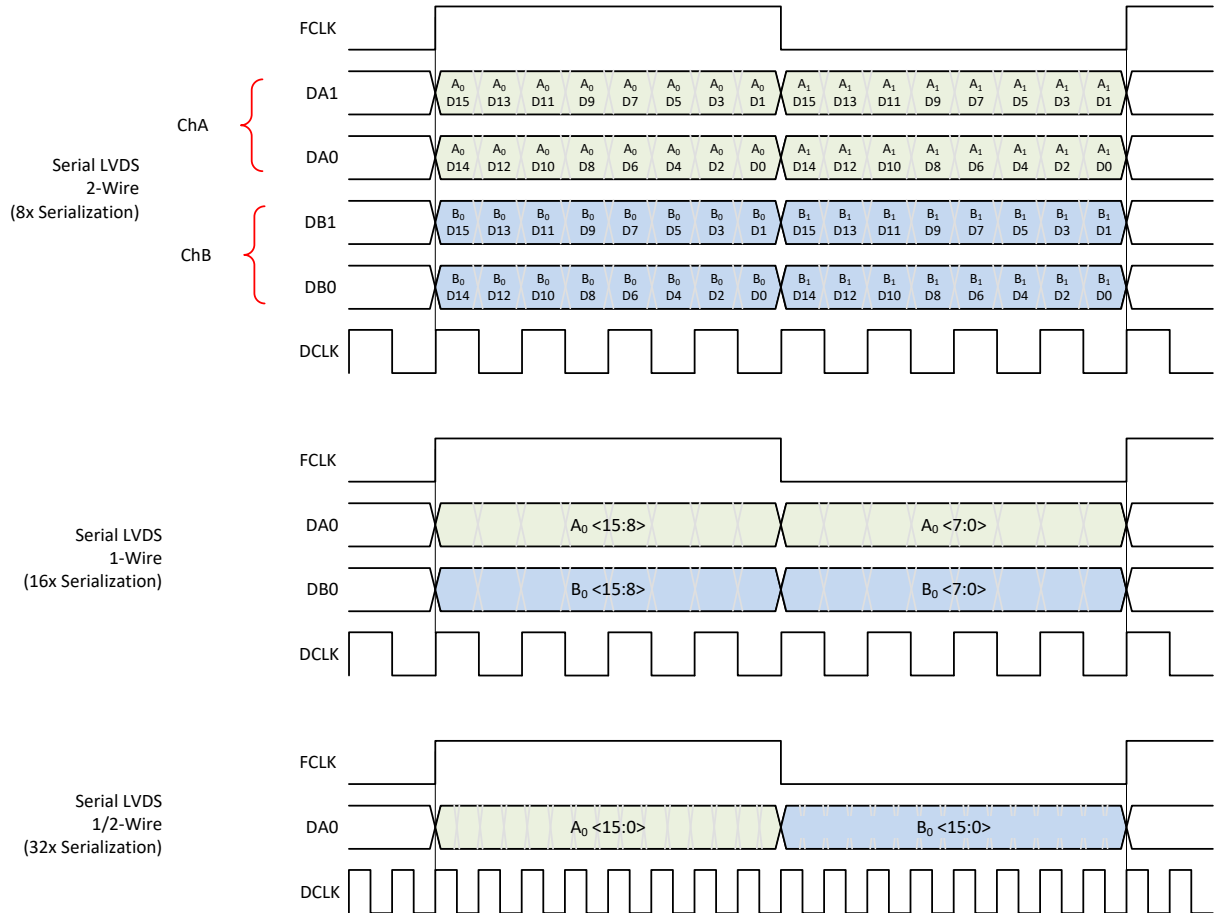 FCLK
DA1
A₀ A₀ A₀ A₀ A₀ A₀ A₀ A₀ A₁ A₁ A₁ A₁ A₁ A₁ A₁ A₁
D15 D13 D11 D9 D7 D5 D3 D1 D15 D13 D11 D9 D7 D5 D3 D1
ChA
DA0
A₀ A₀ A₀ A₀ A₀ A₀ A₀ A₀ A₁ A₁ A₁ A₁ A₁ A₁ A₁ A₁
D14 D12 D10 D8 D6 D4 D2 D0 D14 D12 D10 D8 D6 D4 D2 D0
Serial LVDS
2-Wire
(8x Serialization)
DB1
B₀ B₀ B₀ B₀ B₀ B₀ B₀ B₀ B₁ B₁ B₁ B₁ B₁ B₁ B₁ B₁
D15 D13 D11 D9 D7 D5 D3 D1 D15 D13 D11 D9 D7 D5 D3 D1
ChB
DB0
B₀ B₀ B₀ B₀ B₀ B₀ B₀ B₀ B₁ B₁ B₁ B₁ B₁ B₁ B₁ B₁
D14 D12 D10 D8 D6 D4 D2 D0 D14 D12 D10 D8 D6 D4 D2 D0
DCLK
FCLK
Serial LVDS
1-Wire
(16x Serialization)
DA0 A₀ <15:8> A₀ <7:0>
DB0 B₀ <15:8> B₀ <7:0>
DCLK
FCLK
Serial LVDS
1/2-Wire
(32x Serialization)
DA0 A₀ <15:0> B₀ <15:0>
DCLK